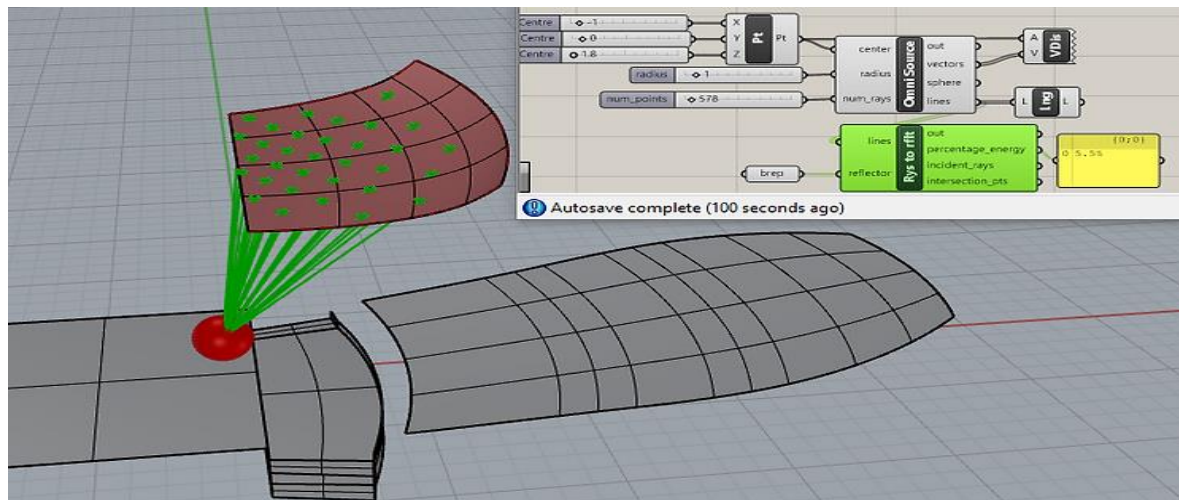 Centre -1
Centre 0
Centre 1.8
X
Y
Z
Pt
Pt
radius 1
num_points 578
center
radius
num_rays
Omni Source
out
vectors
sphere
lines
A
V
VDis
L
Lng
L
lines
reflector
Rys to rflt
out
percentage_energy
incident_rays
intersection_pts
brep
{0;0}
0 5.5%
Autosave complete (100 seconds ago)